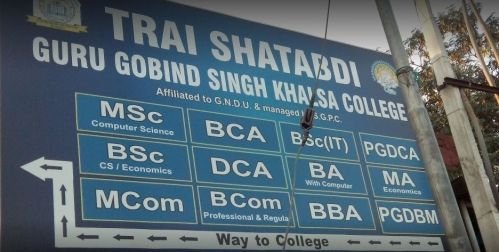 TRAI SHATABDI
GURU GOBIND SINGH KHALSA COLLEGE
Affiliated to G.N.D.U. & managed S.G.P.C.
MSc
Computer Science
BCA
BSc(IT)
PGDCA
BSc
CS / Economics
DCA
BA
With Computer
MA
Economics
MCom
BCom
Professional & Regula
BBA
PGDBM
Way to College